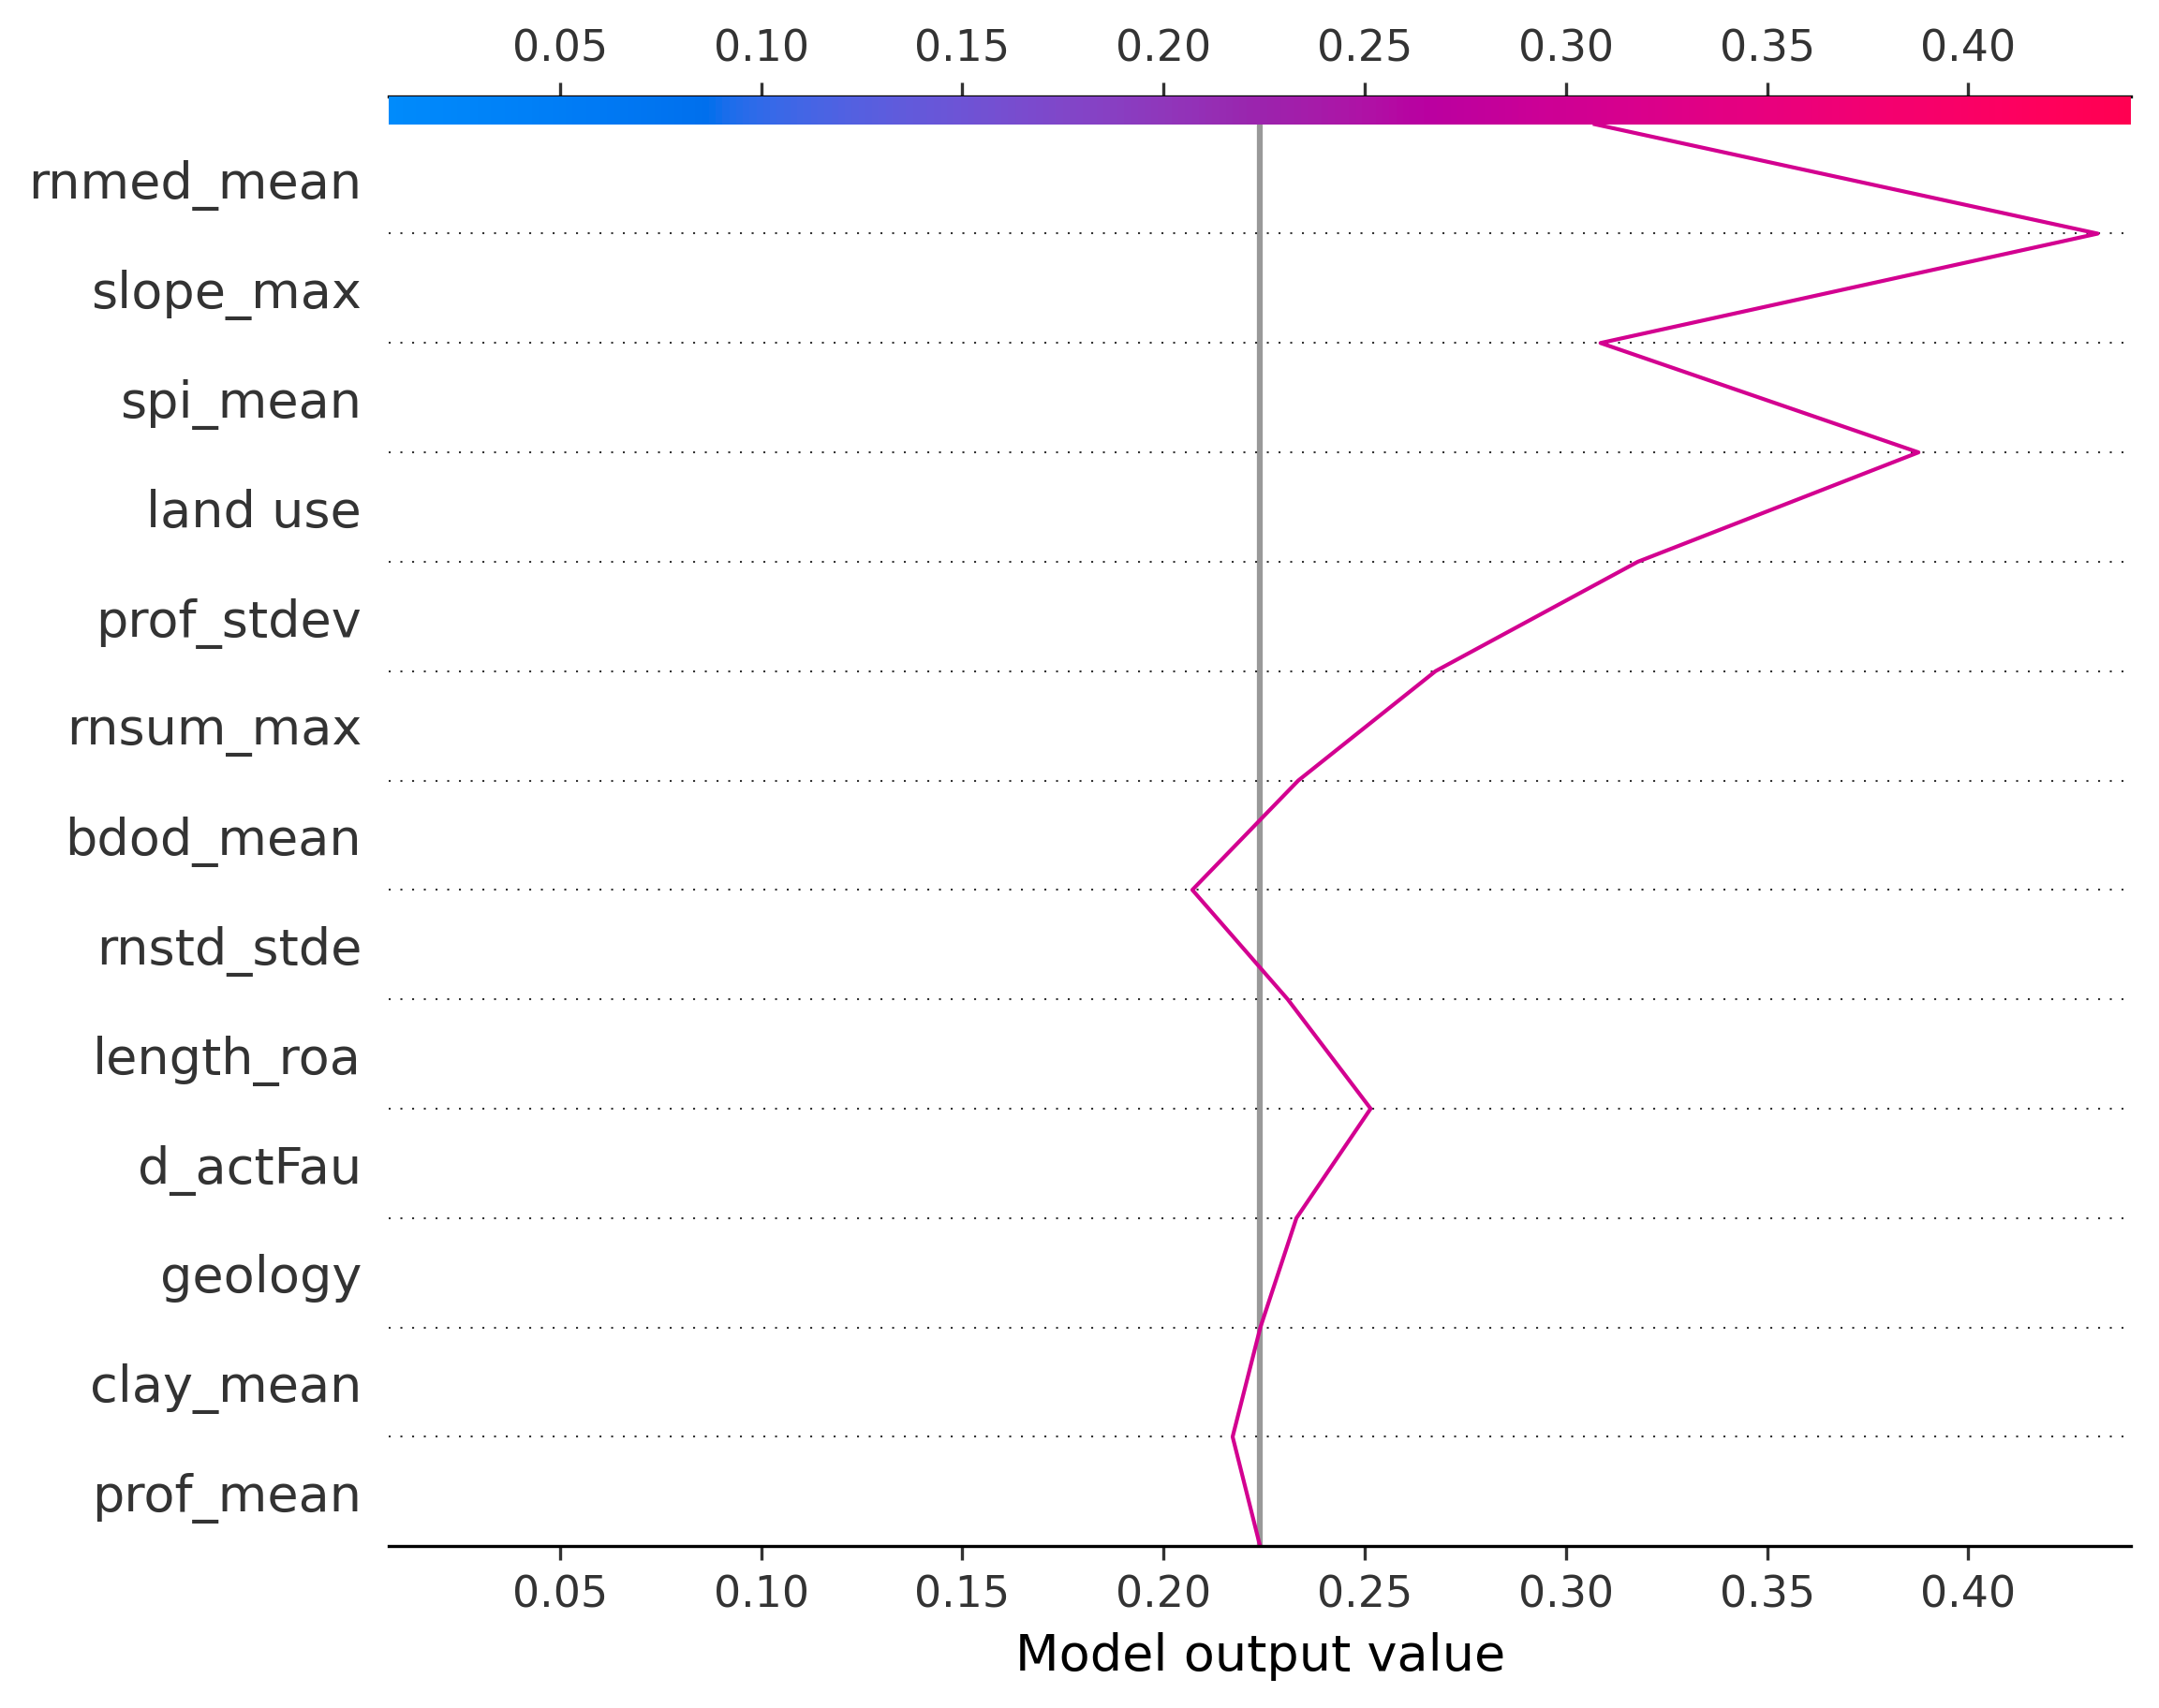 0.05 0.10 0.15 0.20 0.25 0.30 0.35 0.40
rnmed_mean
slope_max
spi_mean
land use
prof_stdev
rnsum_max
bdod_mean
rnstd_stde
length_roa
d_actFau
geology
clay_mean
prof_mean
0.05 0.10 0.15 0.20 0.25 0.30 0.35 0.40
Model output value